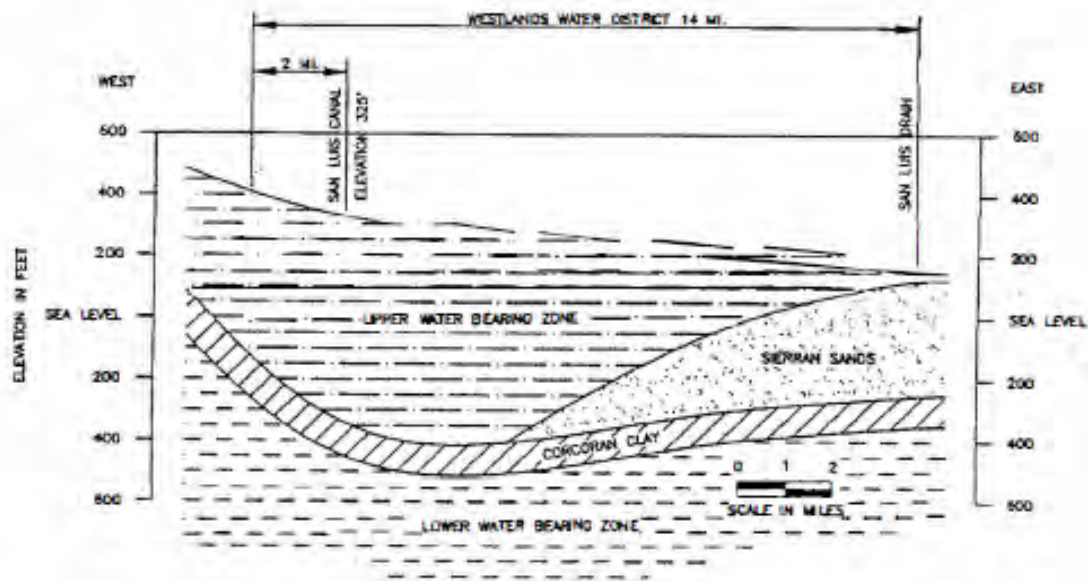 WESTLANDS WATER DISTRICT 14 MI.
2 MI.
WEST
EAST
SAN LUIS CANAL
ELEVATION 325'
SAN LUIS DRAIN
ELEVATION IN FEET
600
400
200
SEA LEVEL
200
400
600
600
400
200
SEA LEVEL
200
400
600
UPPER WATER BEARING ZONE
SIERRAN SANDS
CORCORAN CLAY
0 1 2
SCALE IN MILES
LOWER WATER BEARING ZONE